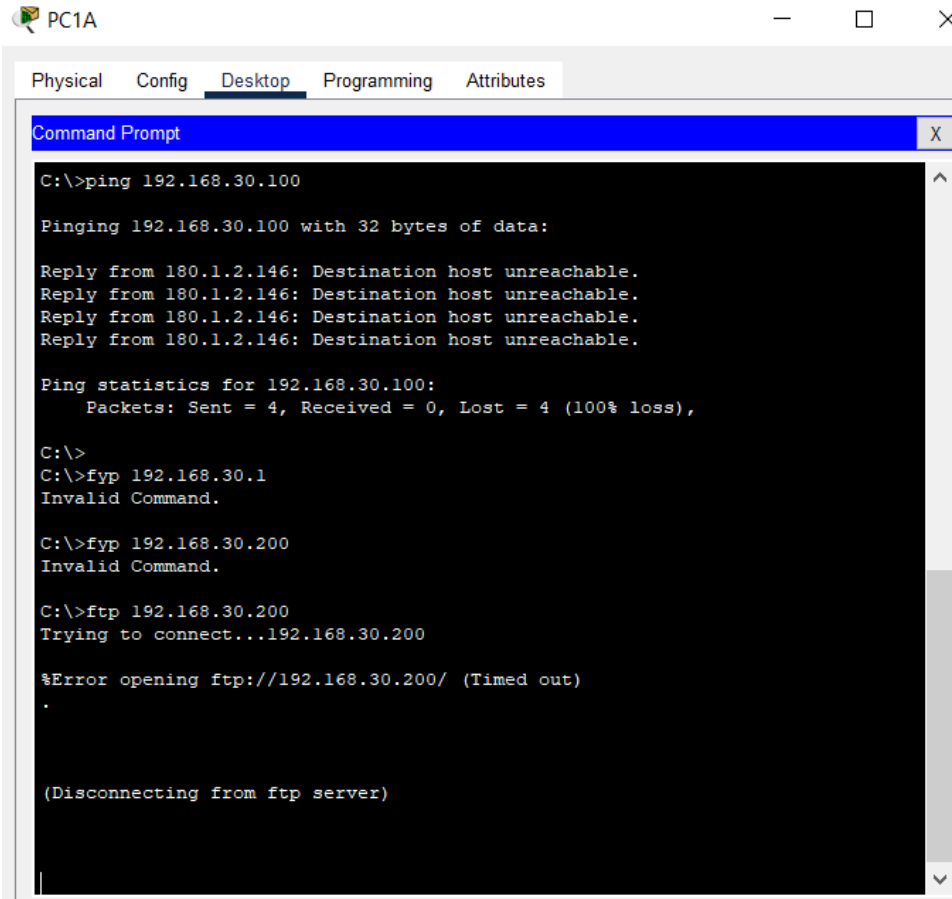 PC1A
Physical Config Desktop Programming Attributes
Command Prompt X
C:\>ping 192.168.30.100
Pinging 192.168.30.100 with 32 bytes of data:
Reply from 180.1.2.146: Destination host unreachable.
Reply from 180.1.2.146: Destination host unreachable.
Reply from 180.1.2.146: Destination host unreachable.
Reply from 180.1.2.146: Destination host unreachable.
Ping statistics for 192.168.30.100:
Packets: Sent = 4, Received = 0, Lost = 4 (100% loss),
C:\>
C:\>fyp 192.168.30.1
Invalid Command.
C:\>fyp 192.168.30.200
Invalid Command.
C:\>ftp 192.168.30.200
Trying to connect...192.168.30.200
%Error opening ftp://192.168.30.200/ (Timed out)
.
(Disconnecting from ftp server)